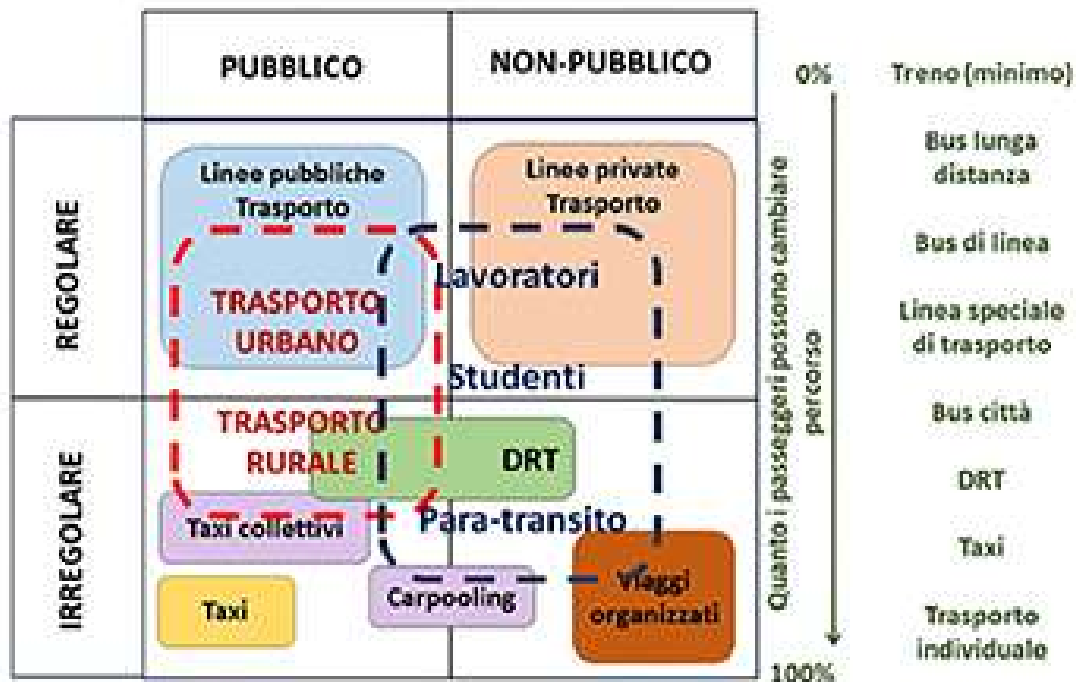 PUBBLICO
NON-PUBBLICO
REGOLARE
IRREGOLARE
Linee pubbliche
Trasporto
Linee private
Trasporto
Lavoratori
TRASPORTO
URBANO
Studenti
TRASPORTO
RURALE
DRT
Taxi collettivi
Para-transito
Taxi
Carpooling
Viaggi
organizzati
0%
Quanto i passeggeri possono cambiare
percorso
100%
Treno (minimo)
Bus lunga
distanza
Bus di linea
Linea speciale
di trasporto
Bus città
DRT
Taxi
Trasporto
individuale